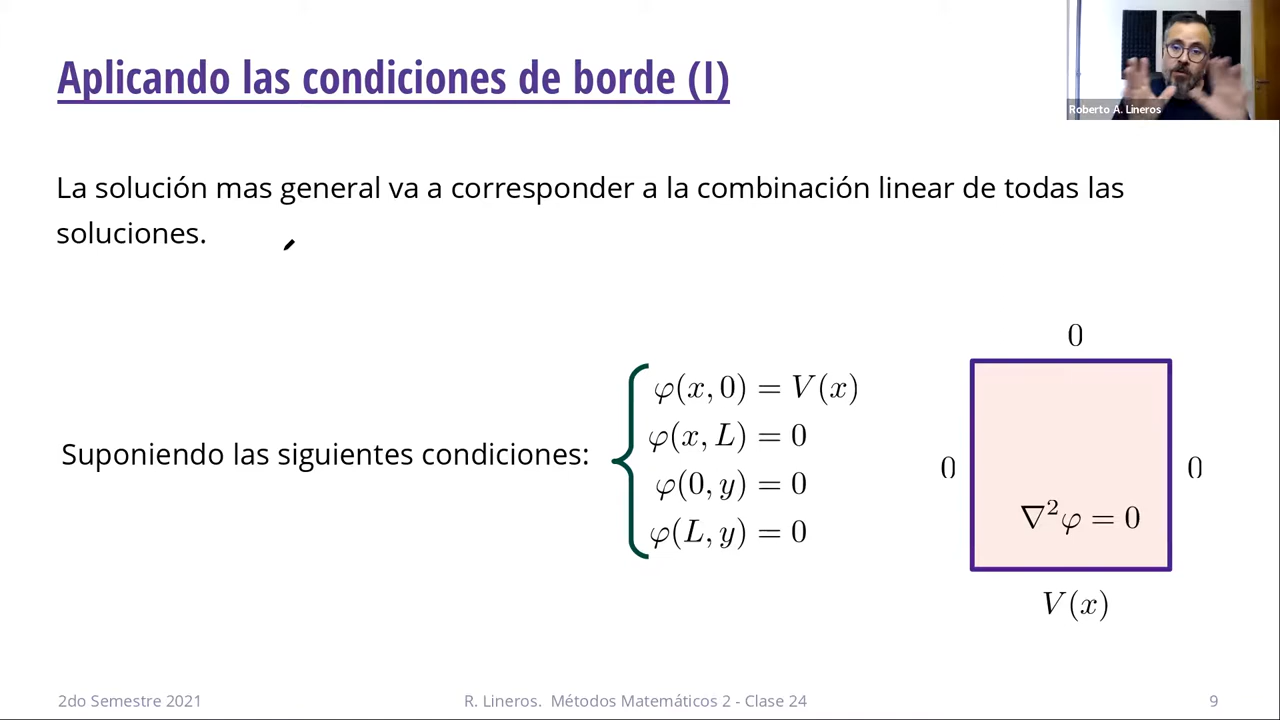 Aplicando las condiciones de borde (I)
Roberto A. Lineros
La solución mas general va a corresponder a la combinación linear de todas las
soluciones.
Suponiendo las siguientes condiciones:
φ(x, 0) = V(x)
φ(x, L) = 0
φ(0, y) = 0
φ(L, y) = 0
0
0
0
∇²φ = 0
V(x)
2do Semestre 2021
R. Lineros. Métodos Matemáticos 2 - Clase 24
9